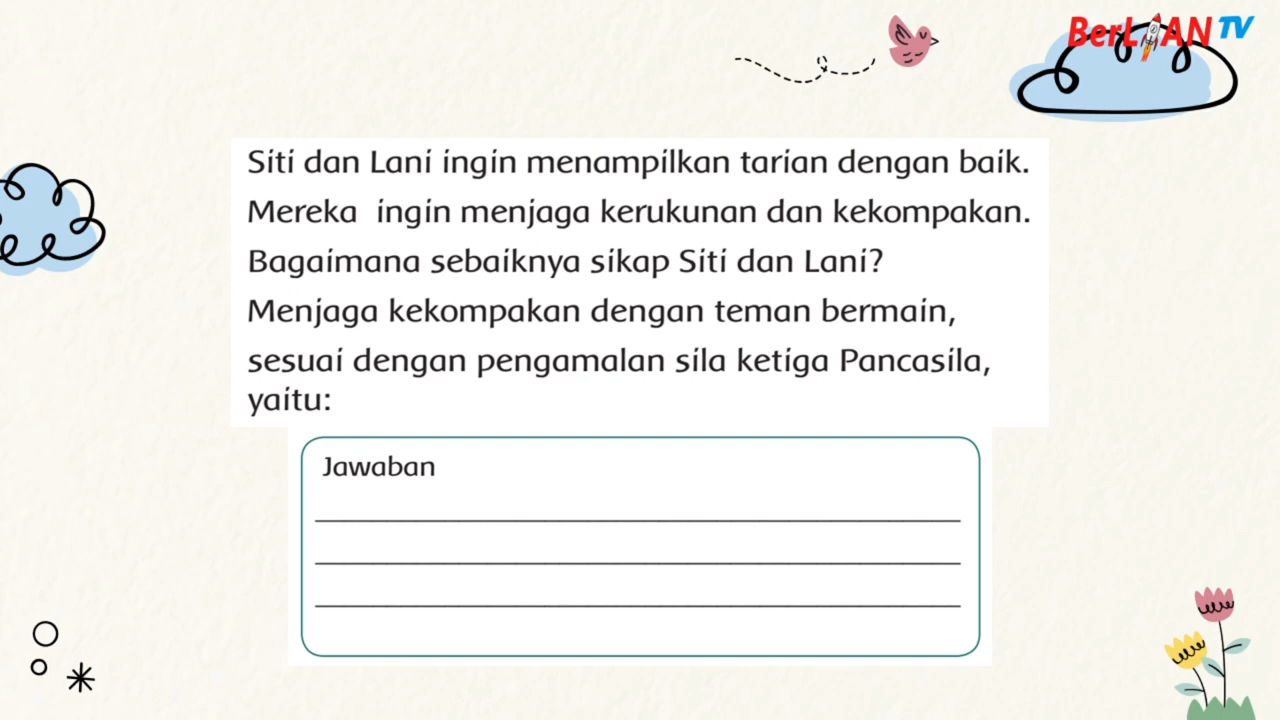 BerLIAN TV
Siti dan Lani ingin menampilkan tarian dengan baik.
Mereka ingin menjaga kerukunan dan kekompakan.
Bagaimana sebaiknya sikap Siti dan Lani?
Menjaga kekompakan dengan teman bermain,
sesuai dengan pengamalan sila ketiga Pancasila,
yaitu:
Jawaban